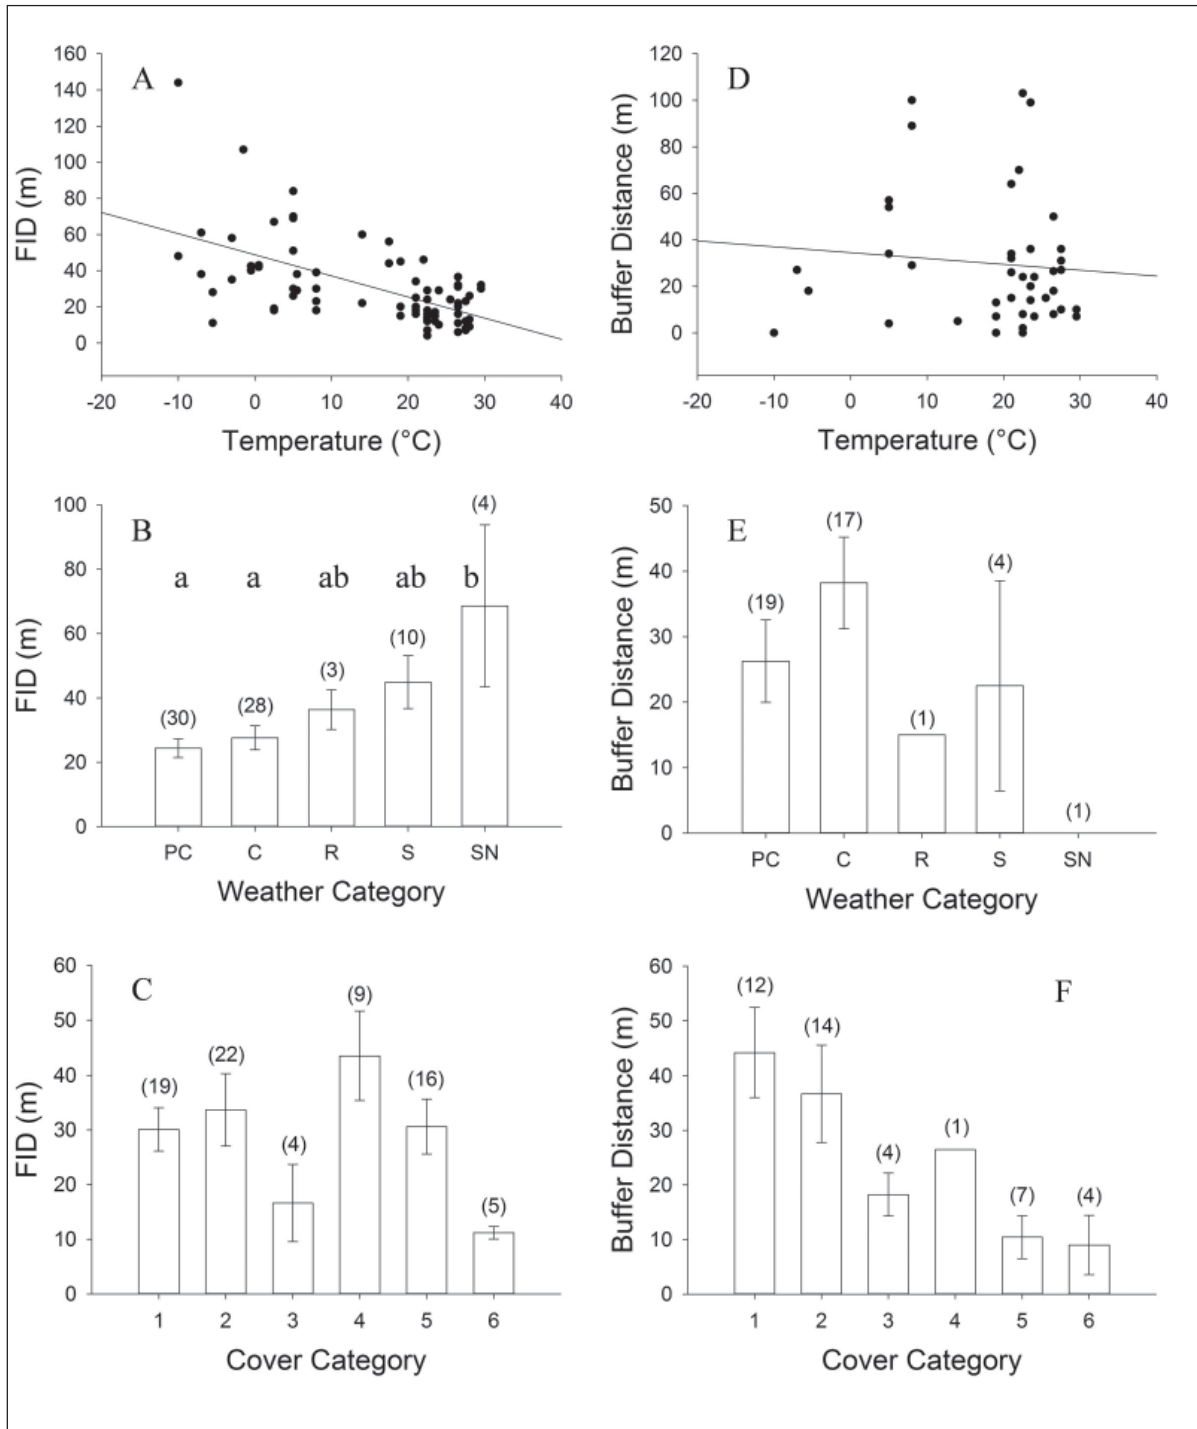 A
160
140
120
100
80
60
40
20
0
FID (m)
-20 -10 0 10 20 30 40
Temperature (°C)
D
120
100
80
60
40
20
0
Buffer Distance (m)
-20 -10 0 10 20 30 40
Temperature (°C)
B
100
80
60
40
20
0
FID (m)
a a ab ab b
(30) (28) (3) (10) (4)
PC C R S SN
Weather Category
E
50
40
30
20
10
0
Buffer Distance (m)
(19) (17) (1) (4) (1)
PC C R S SN
Weather Category
C
60
50
40
30
20
10
0
FID (m)
(19) (22) (4) (9) (16) (5)
1 2 3 4 5 6
Cover Category
F
60
50
40
30
20
10
0
Buffer Distance (m)
(12) (14) (4) (1) (7) (4)
1 2 3 4 5 6
Cover Category